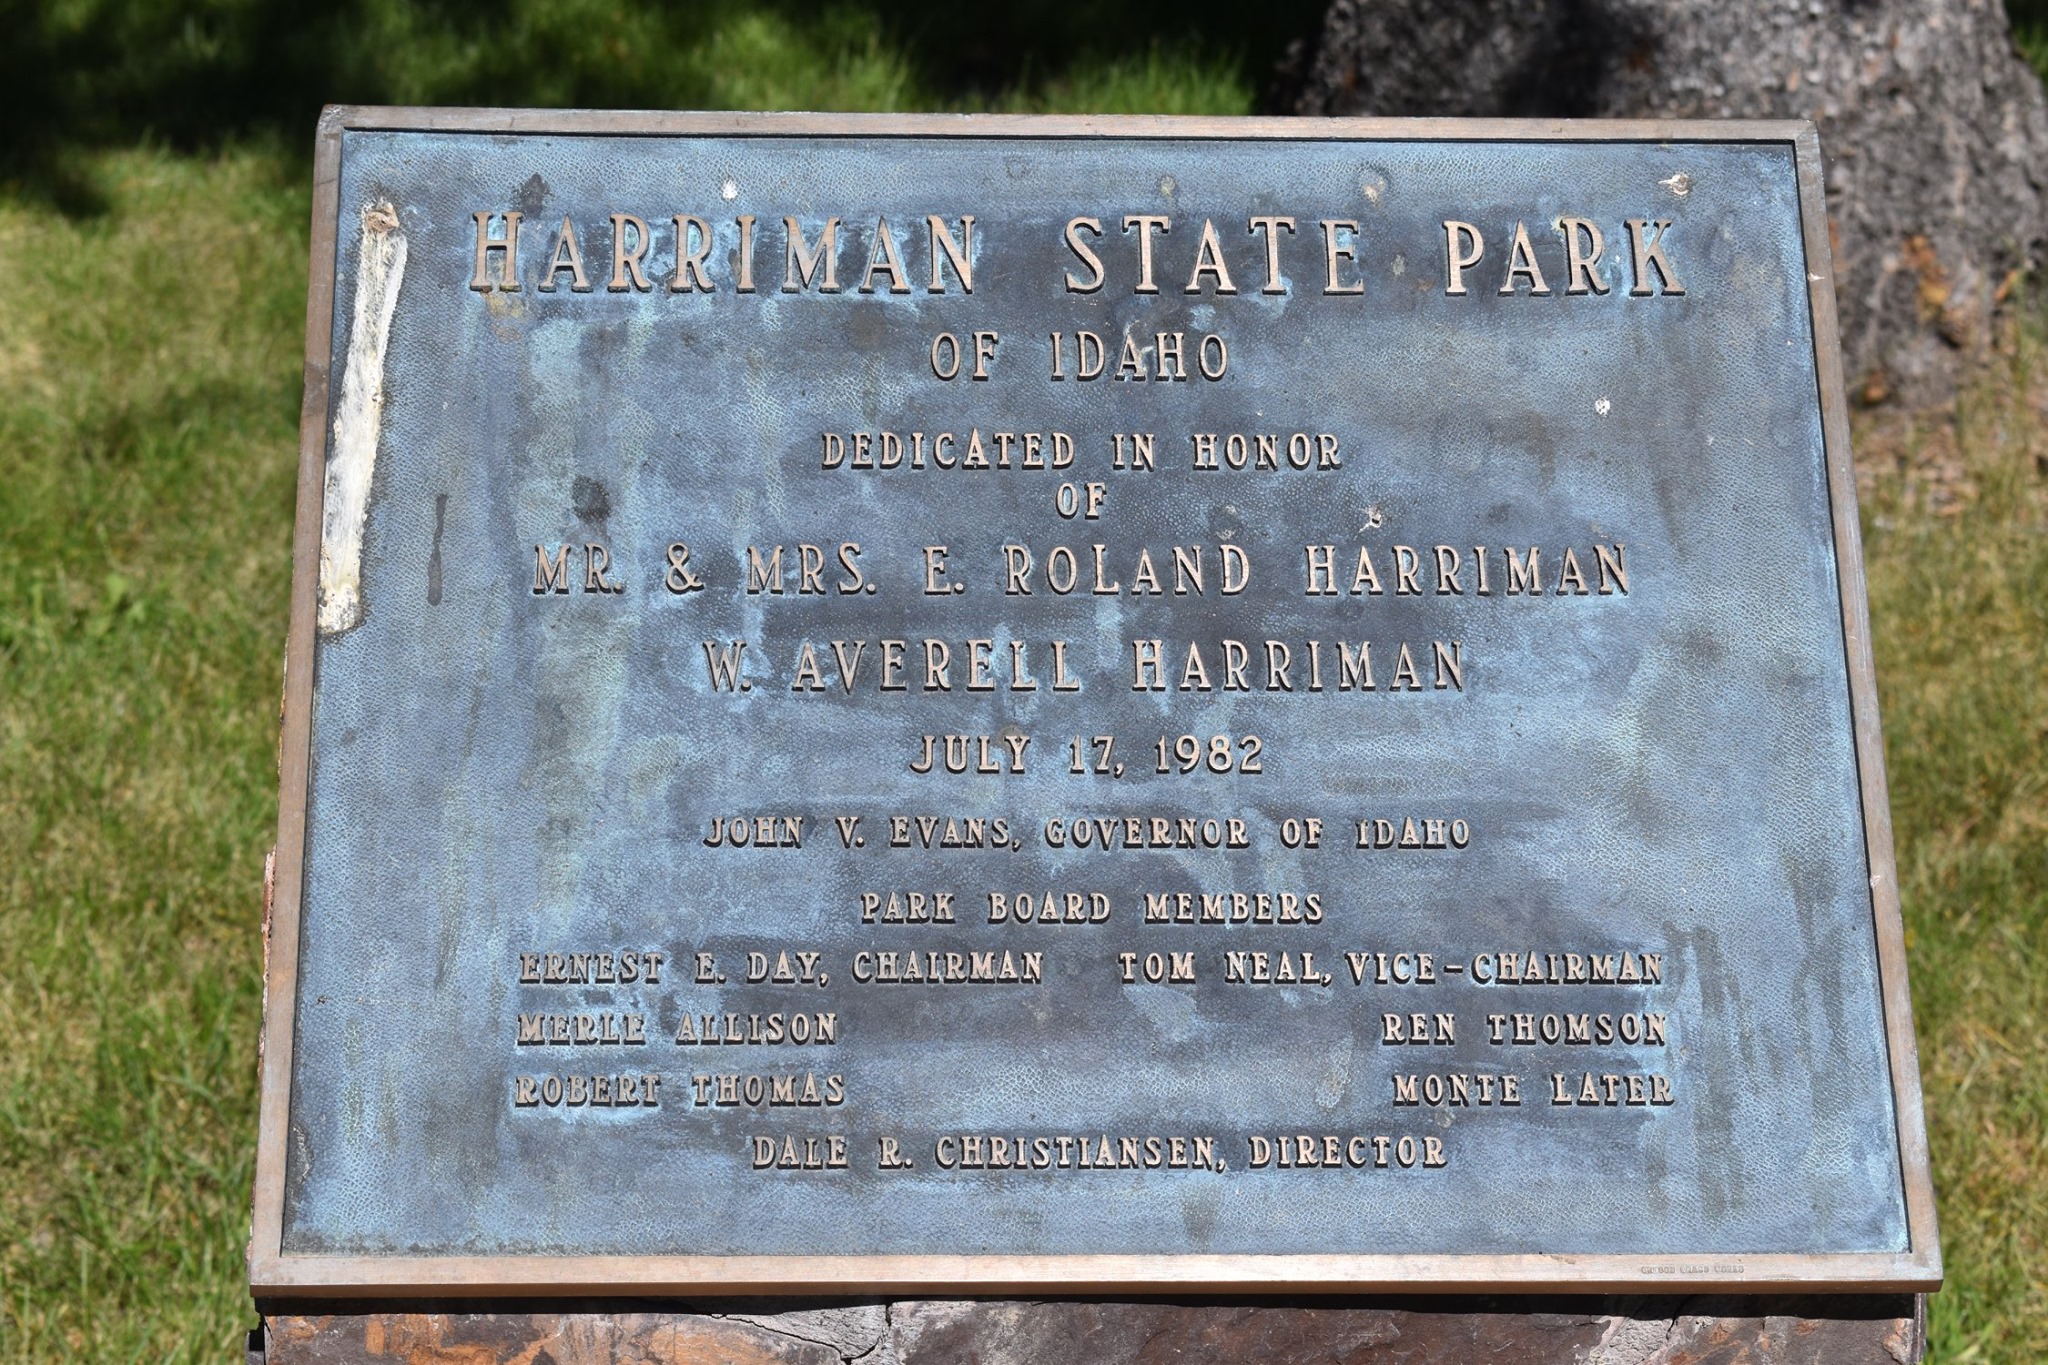 HARRIMAN STATE PARK
OF IDAHO
DEDICATED IN HONOR
OF
MR. & MRS. E. ROLAND HARRIMAN
W. AVERELL HARRIMAN
JULY 17, 1982
JOHN V. EVANS, GOVERNOR OF IDAHO
PARK BOARD MEMBERS
ERNEST E. DAY, CHAIRMAN TOM NEAL, VICE-CHAIRMAN
MERLE ALLISON REN THOMSON
ROBERT THOMAS MONTE LATER
DALE R. CHRISTIANSEN, DIRECTOR